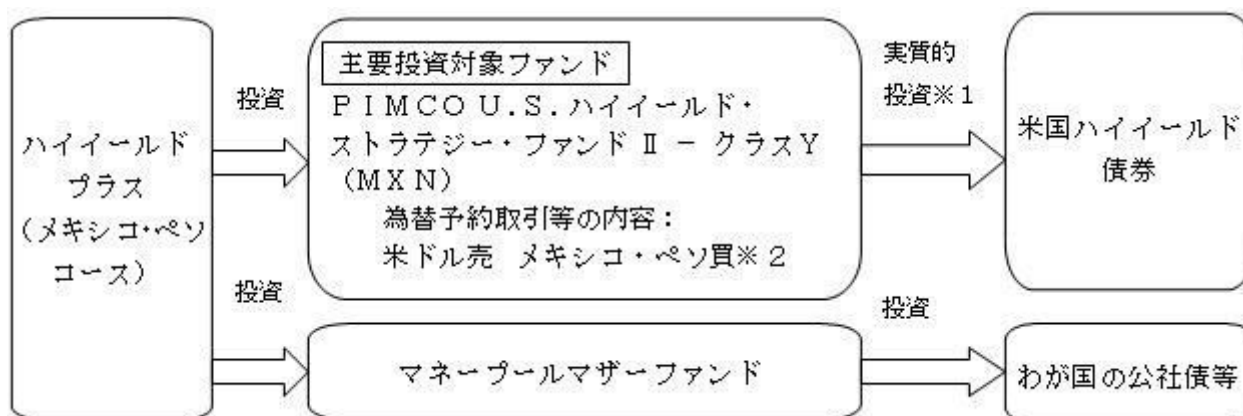 ハイイールド
プラス
（メキシコ・ペソ
コース）
投資
投資
主要投資対象ファンド
ＰＩＭＣＯ Ｕ.Ｓ.ハイイールド・
ストラテジー・ファンド Ⅱ － クラスＹ
（ＭＸＮ）
為替予約取引等の内容：
米ドル売　メキシコ・ペソ買※２
マネープールマザーファンド
実質的
投資※１
投資
米国ハイイールド
債券
わが国の公社債等